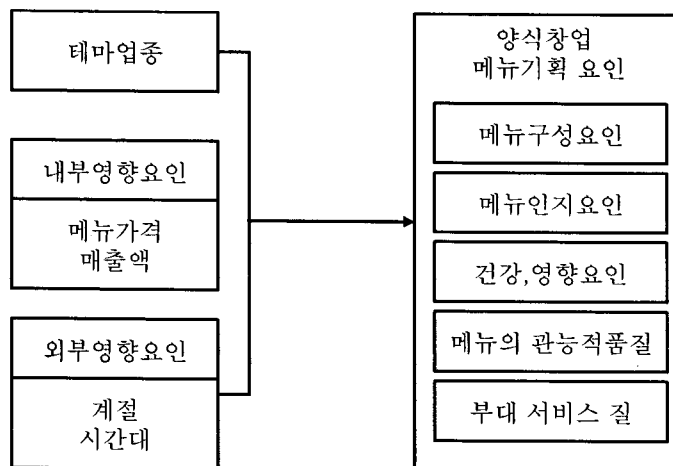 테마업종
내부영향요인
메뉴가격
매출액
외부영향요인
계절
시간대
양식창업
메뉴기획 요인
메뉴구성요인
메뉴인지요인
건강,영향요인
메뉴의 관능적품질
부대 서비스 질